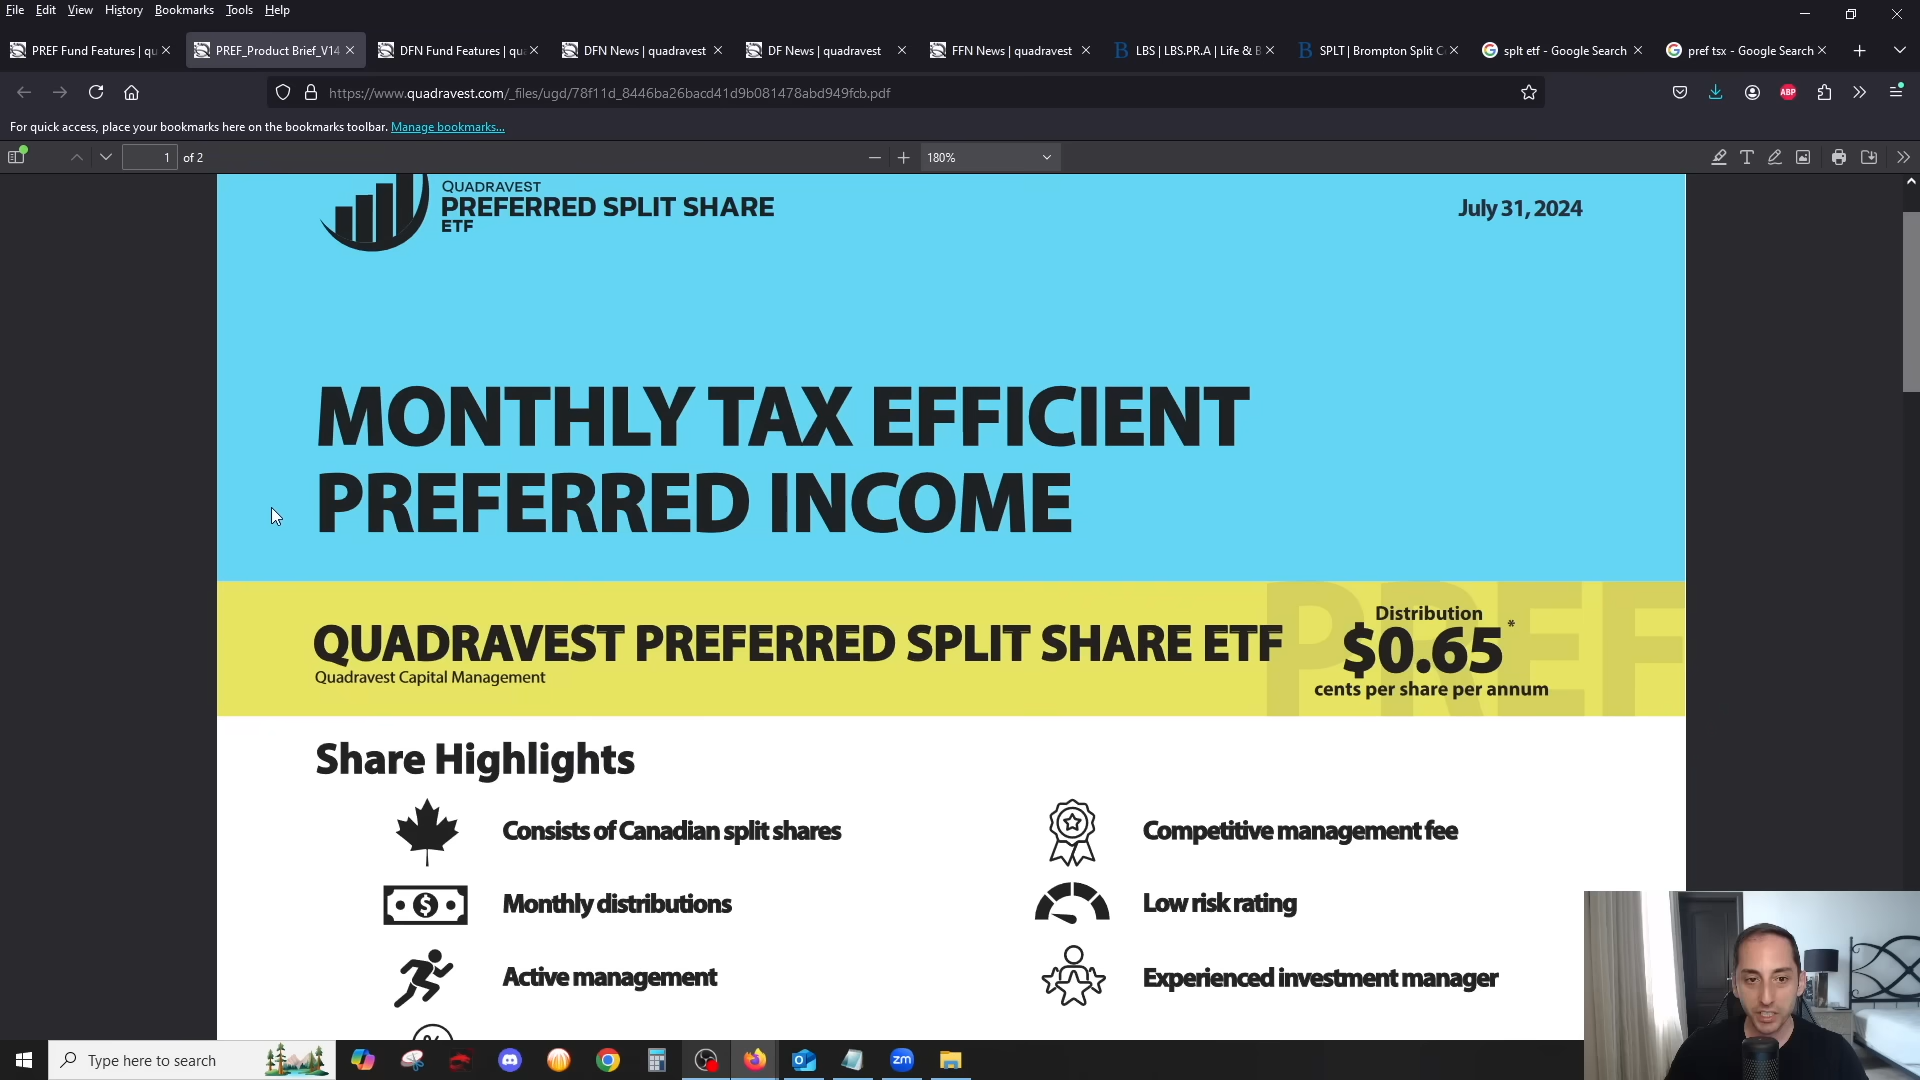 File Edit View History Bookmarks Tools Help
PREF Fund Features | qu
PREF_Product Brief_V14
DFN Fund Features | qua
DFN News | quadravest
DF News | quadravest
FFN News | quadravest
LBS | LBS.PR.A | Life & B
SPLT | Brompton Split C
splt etf - Google Search
pref tsx - Google Search
https://www.quadravest.com/_files/ugd/78f11d_8446ba26bacd41d9b081478abd949fcb.pdf
ABP
For quick access, place your bookmarks here on the bookmarks toolbar. Manage bookmarks...
1 of 2
180%
QUADRAVEST
PREFERRED SPLIT SHARE
ETF
July 31, 2024
MONTHLY TAX EFFICIENT
PREFERRED INCOME
PREF
QUADRAVEST PREFERRED SPLIT SHARE ETF
Quadravest Capital Management
Distribution
$0.65*
cents per share per annum
Share Highlights
Consists of Canadian split shares
Competitive management fee
Monthly distributions
Low risk rating
Active management
Experienced investment manager
Type here to search
zm